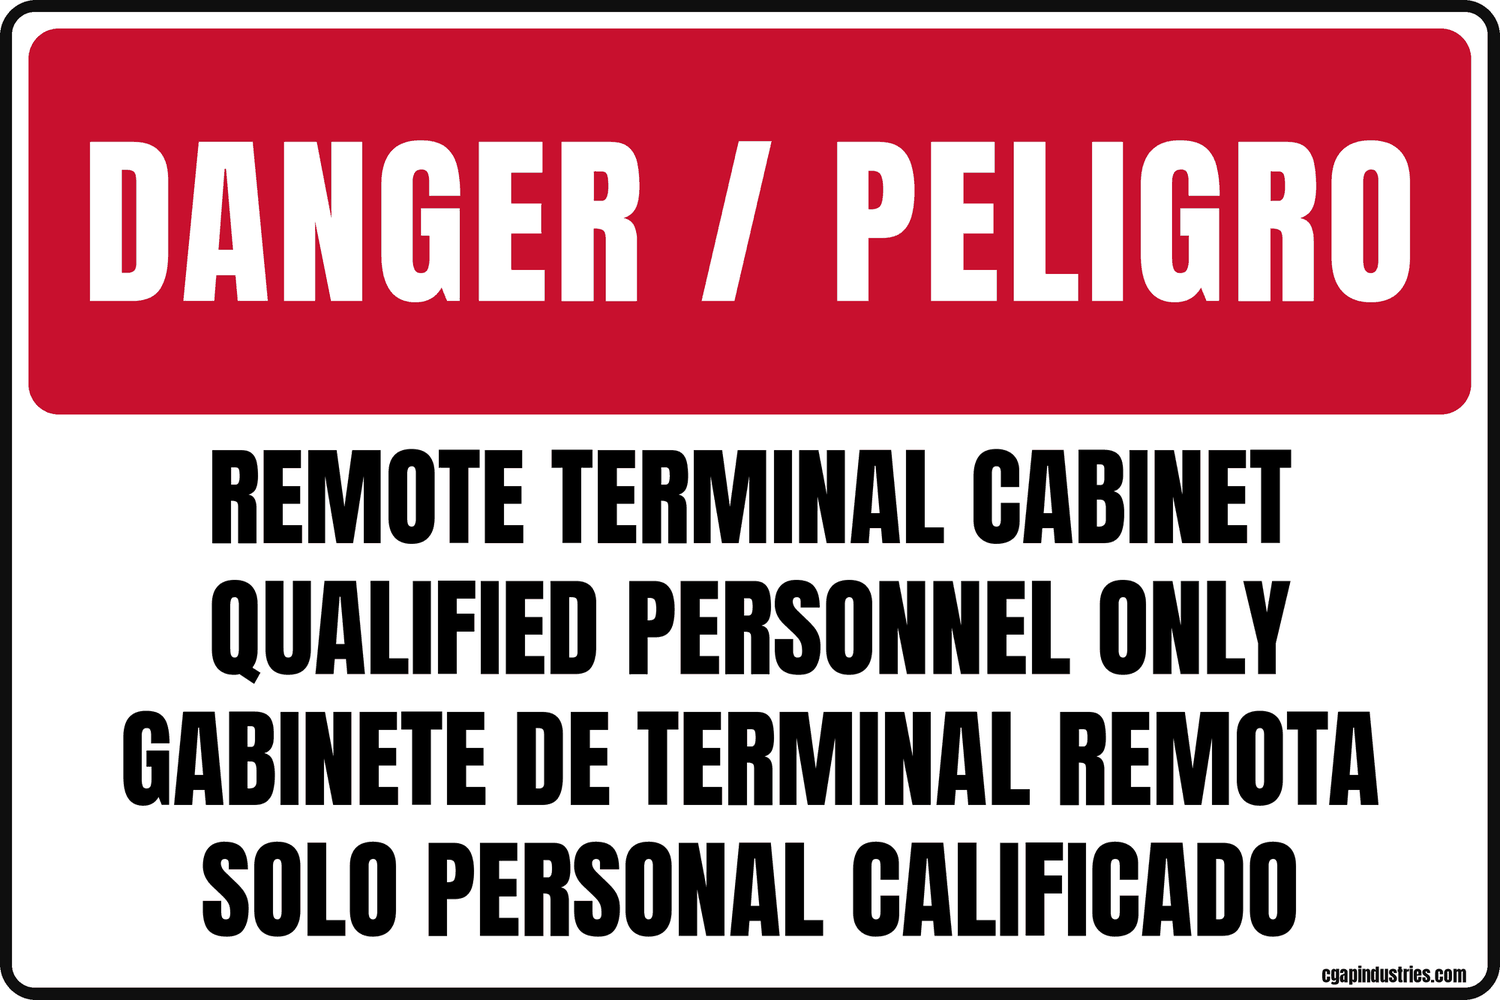 DANGER / PELIGRO
REMOTE TERMINAL CABINET
QUALIFIED PERSONNEL ONLY
GABINETE DE TERMINAL REMOTA
SOLO PERSONAL CALIFICADO
cgapindustries.com